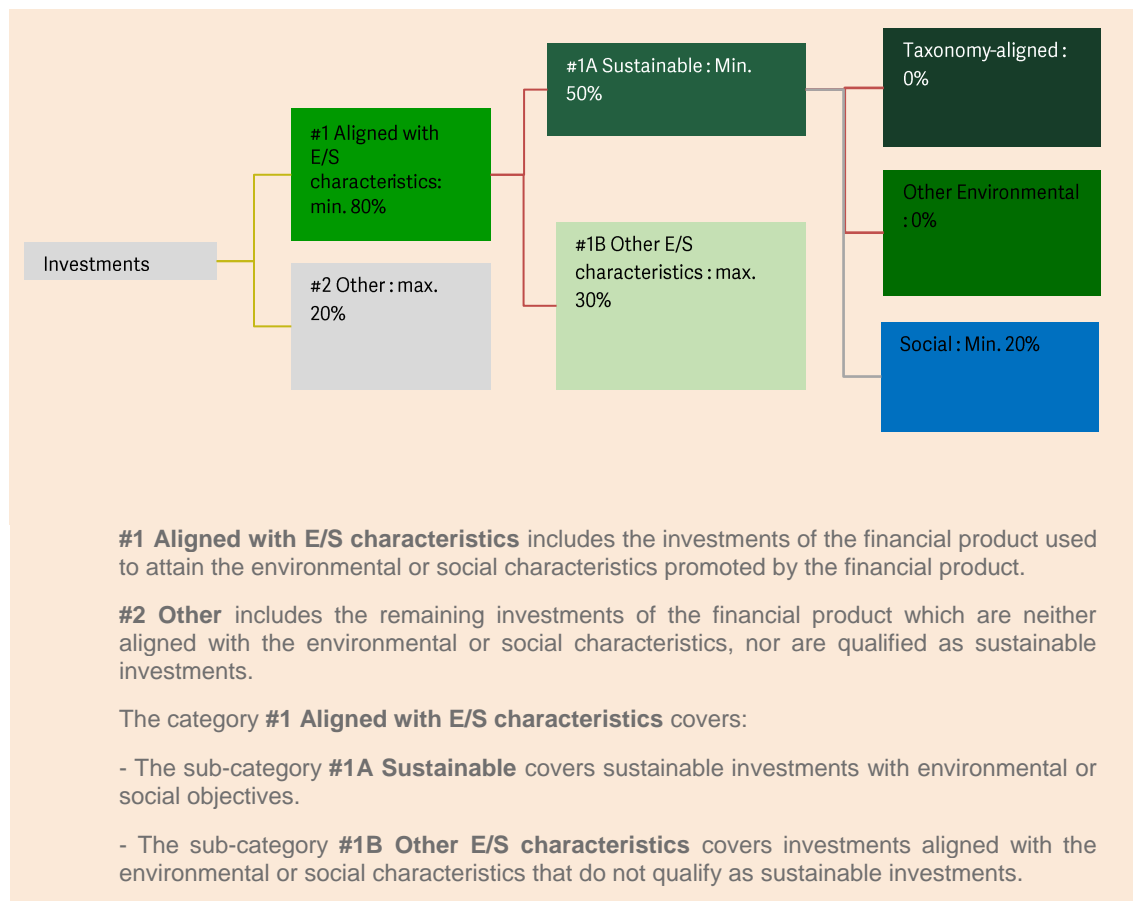 Investments
#1 Aligned with
E/S
characteristics:
min. 80%
#2 Other : max.
20%
#1A Sustainable : Min.
50%
#1B Other E/S
characteristics : max.
30%
Taxonomy-aligned :
0%
Other Environmental
: 0%
Social : Min. 20%
#1 Aligned with E/S characteristics includes the investments of the financial product used
to attain the environmental or social characteristics promoted by the financial product.
#2 Other includes the remaining investments of the financial product which are neither
aligned with the environmental or social characteristics, nor are qualified as sustainable
investments.
The category #1 Aligned with E/S characteristics covers:
- The sub-category #1A Sustainable covers sustainable investments with environmental or
social objectives.
- The sub-category #1B Other E/S characteristics covers investments aligned with the
environmental or social characteristics that do not qualify as sustainable investments.